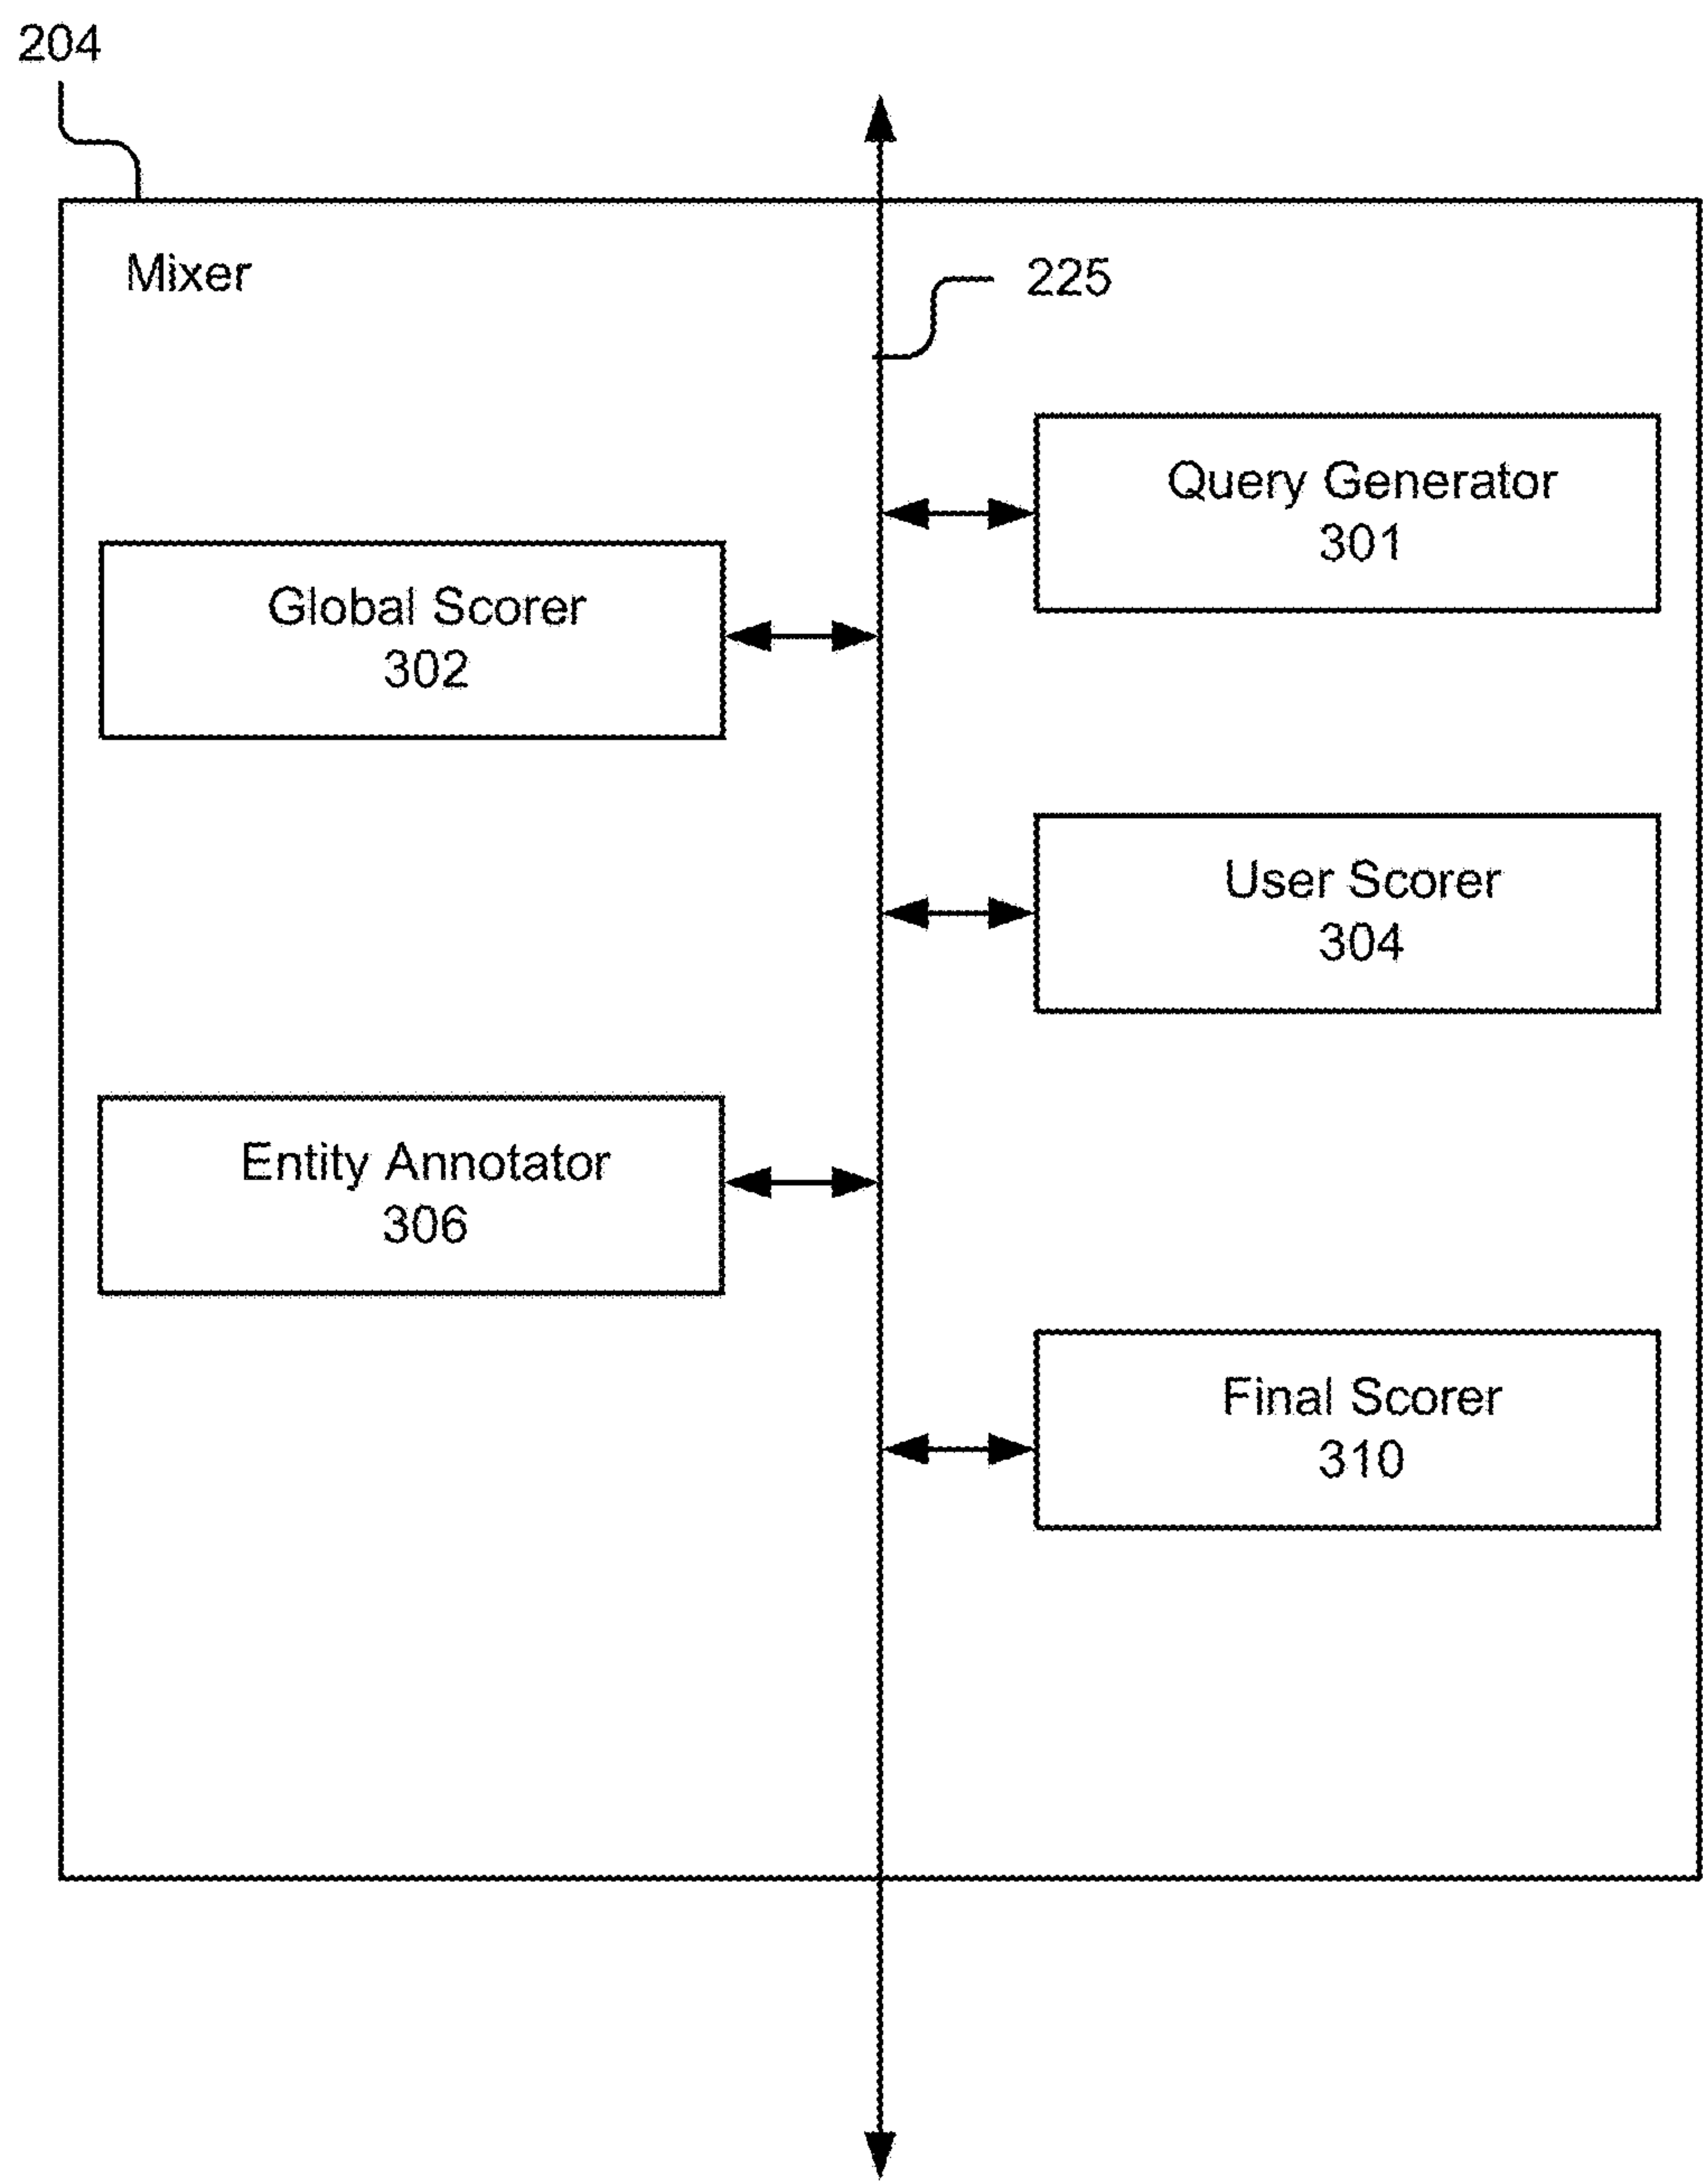 204
Mixer
225
Query Generator
301
Global Scorer
302
User Scorer
304
Entity Annotator
306
Final Scorer
310